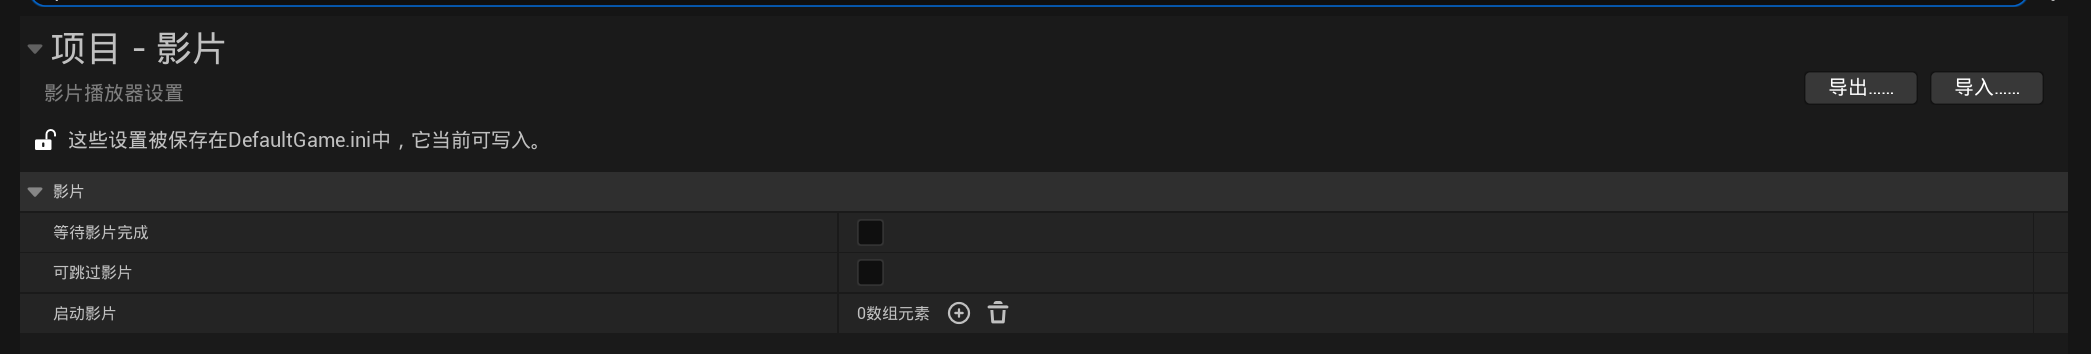 项目 - 影片
影片播放器设置
导出......
导入......
这些设置被保存在DefaultGame.ini中，它当前可写入。
影片
等待影片完成
可跳过影片
启动影片
0数组元素